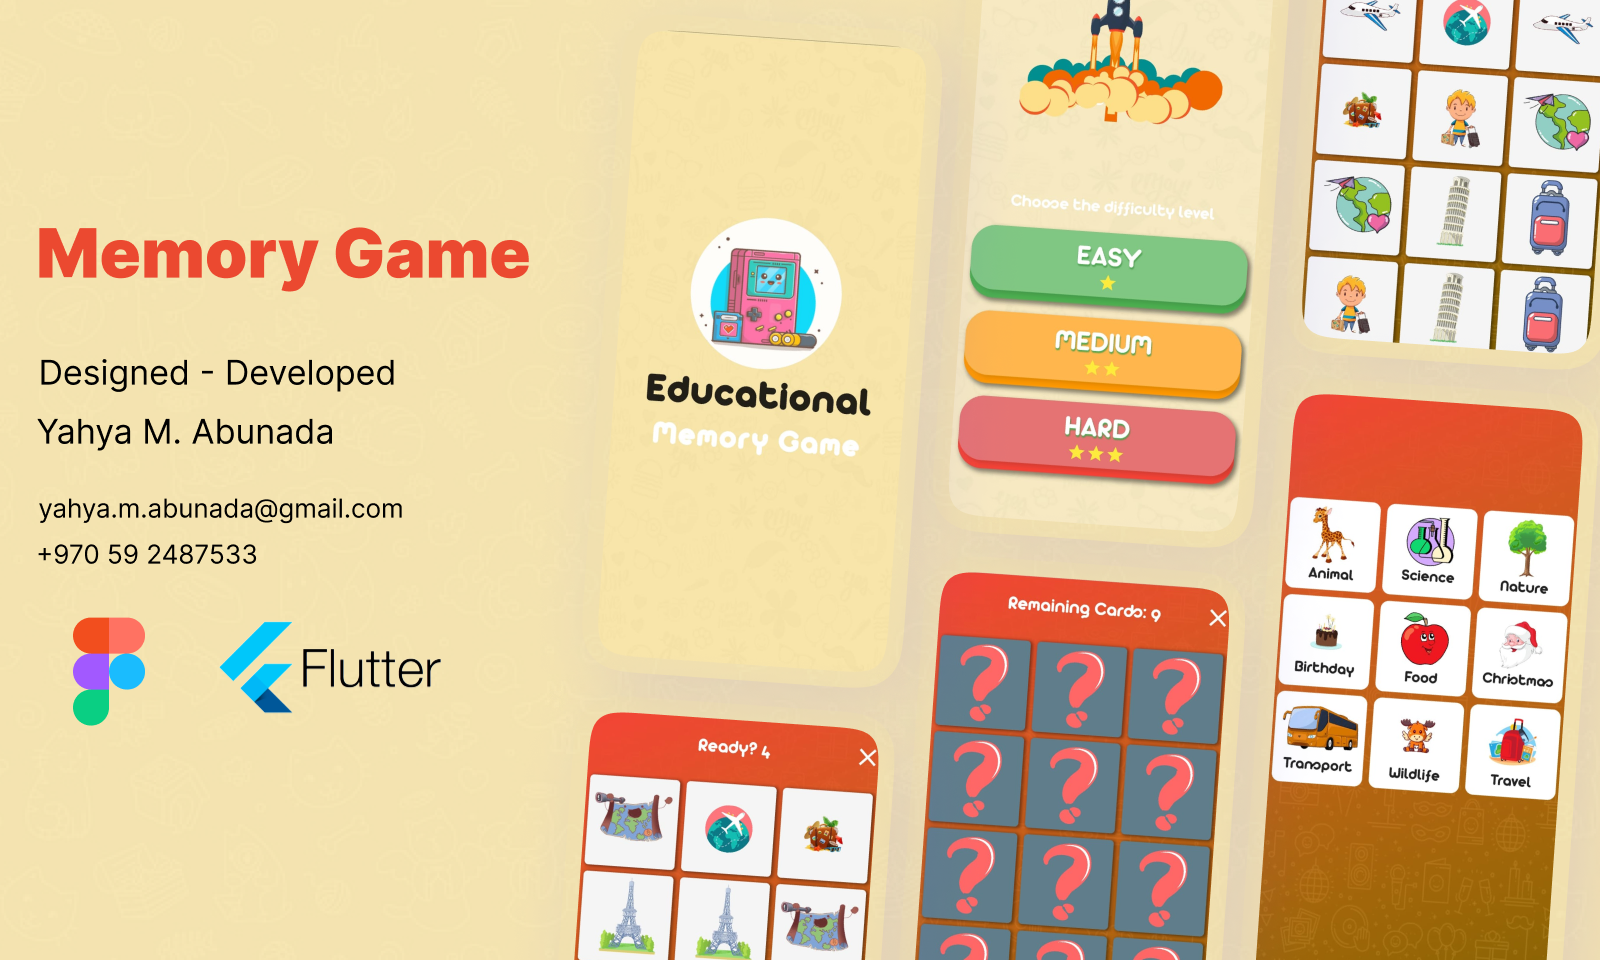 Memory Game
Designed - Developed
Yahya M. Abunada
yahya.m.abunada@gmail.com
+970 59 2487533
Flutter
Educational
Memory Game
Choose the difficulty level
EASY
MEDIUM
HARD
Ready? 4
Remaining Cards: 9
Animal
Science
Nature
Birthday
Food
Christmas
Transport
Wildlife
Travel